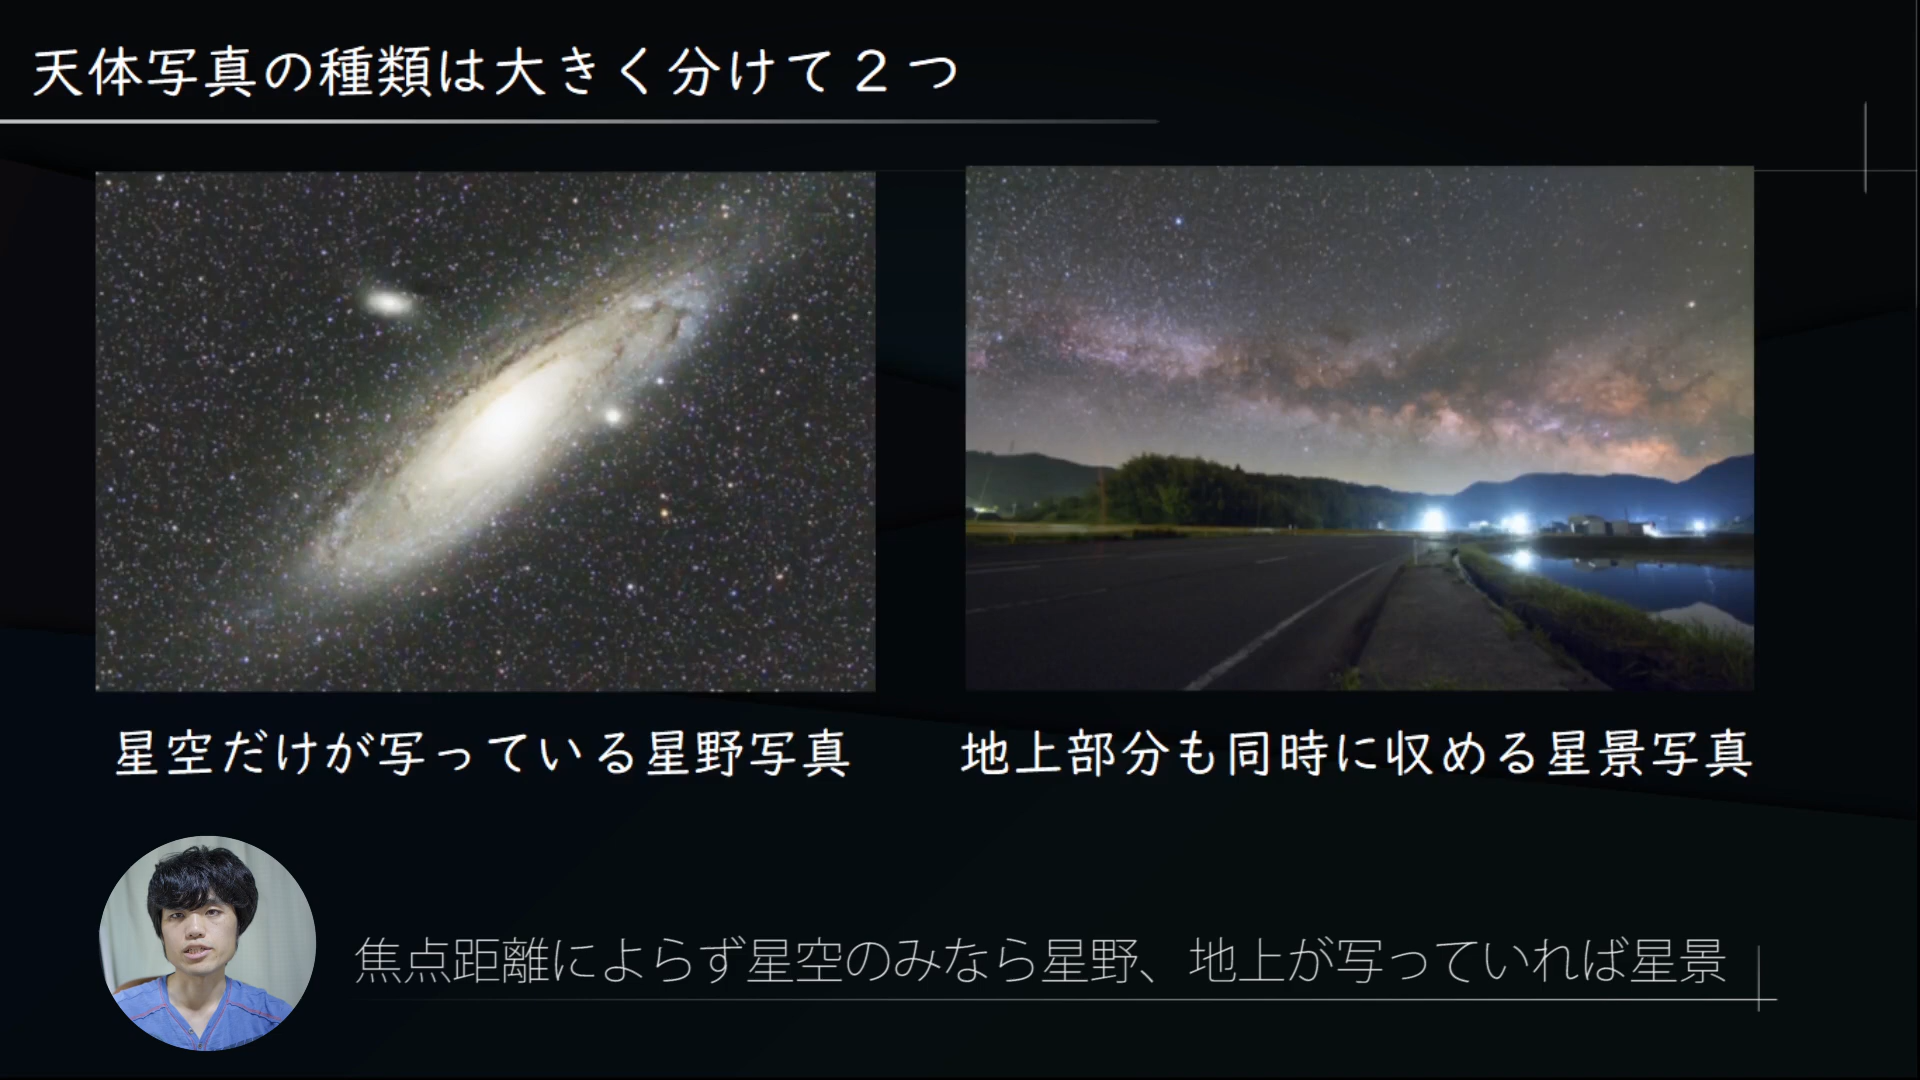 天体写真の種類は大きく分けて２つ
星空だけが写っている星野写真
地上部分も同時に収める星景写真
焦点距離によらず星空のみなら星野、地上が写っていれば星景